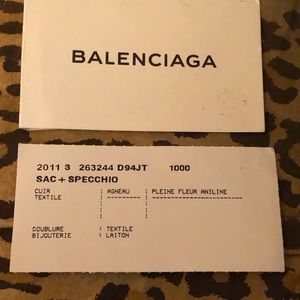 BALENCIAGA
2011 3 263244 D94JT 1000
SAC + SPECCHIO
CUIR : AGNEAU : PLEINE FLEUR ANILINE
TEXTILE : --------- : --------------------
DOUBLURE : TEXTILE
BIJOUTERIE : LAITON